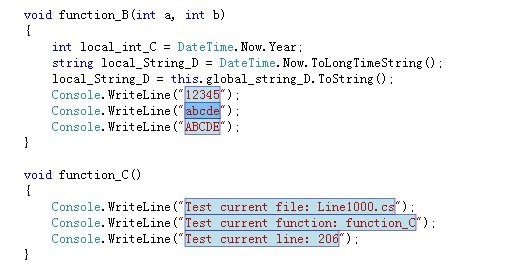 void function_B(int a, int b)
{
    int local_int_C = DateTime.Now.Year;
    string local_String_D = DateTime.Now.ToLongTimeString();
    local_String_D = this.global_string_D.ToString();
    Console.WriteLine("12345");
    Console.WriteLine("abcde");
    Console.WriteLine("ABCDE");
}

void function_C()
{
    Console.WriteLine("Test current file: Line1000.cs");
    Console.WriteLine("Test current function: function_C");
    Console.WriteLine("Test current line: 206");
}